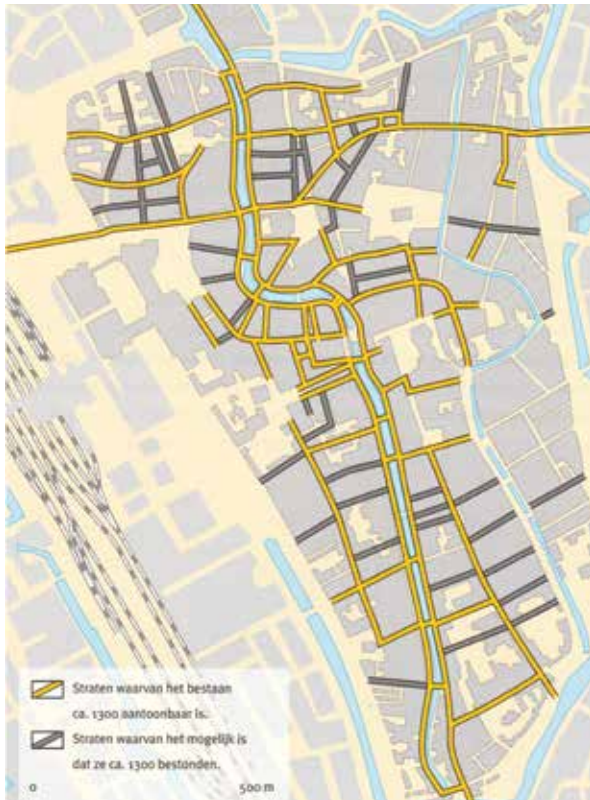 Straten waarvan het bestaan
ca. 1300 aantoonbaar is.
Straten waarvan het mogelijk is
dat ze ca. 1300 bestonden.
0 500 m